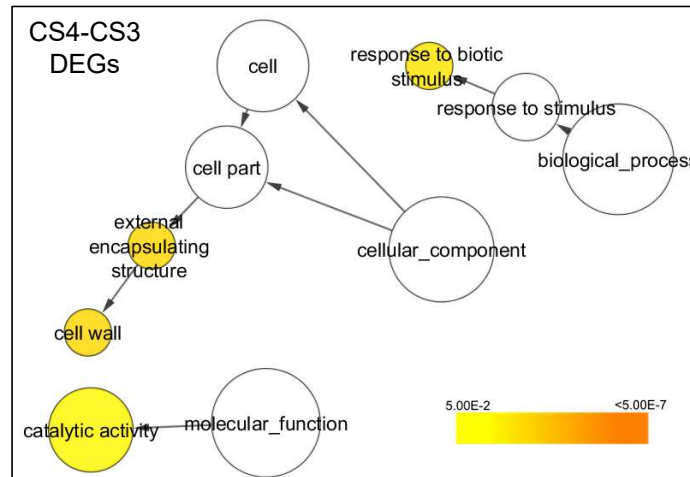 CS4-CS3
DEGs
cell
response to biotic
stimulus
response to stimulus
biological_process
cell part
external
encapsulating
structure
cellular_component
cell wall
catalytic activity
molecular_function
5.00E-2
<5.00E-7